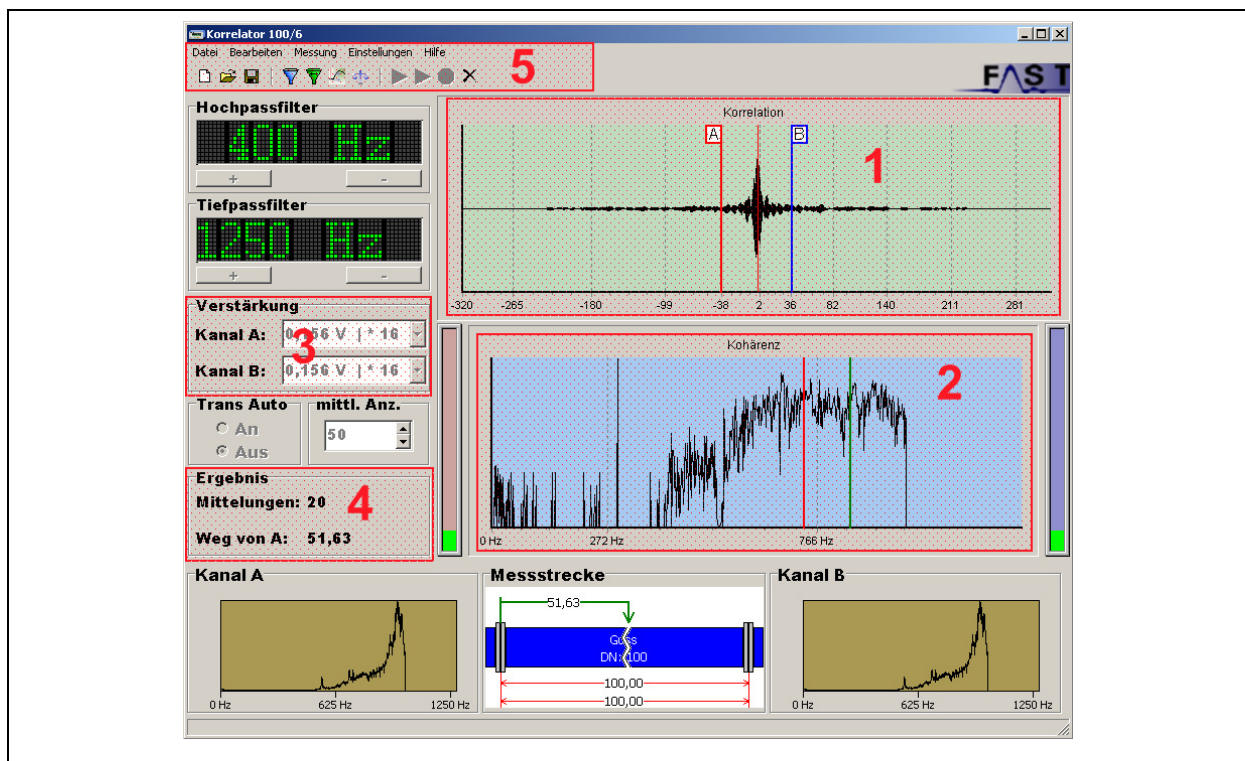 Korrelator 100/6
Datei Bearbeiten Messung Einstellungen Hilfe
5
FAST
Hochpassfilter
400 Hz
+ -
Tiefpassfilter
1250 Hz
+ -
Korrelation
A B
1
-320 -265 -180 -99 -38 2 36 82 140 211 281
Verstärkung
Kanal A: 0,156 V | * 16
3
Kanal B: 0,156 V | * 16
Trans Auto
An
Aus
mittl. Anz.
50
Ergebnis
Mittelungen: 20
4
Weg von A: 51,63
Kohärenz
2
0 Hz 272 Hz 766 Hz
Kanal A
0 Hz 625 Hz 1250 Hz
Messstrecke
51,63
Guss
DN: 100
100,00
100,00
Kanal B
0 Hz 625 Hz 1250 Hz